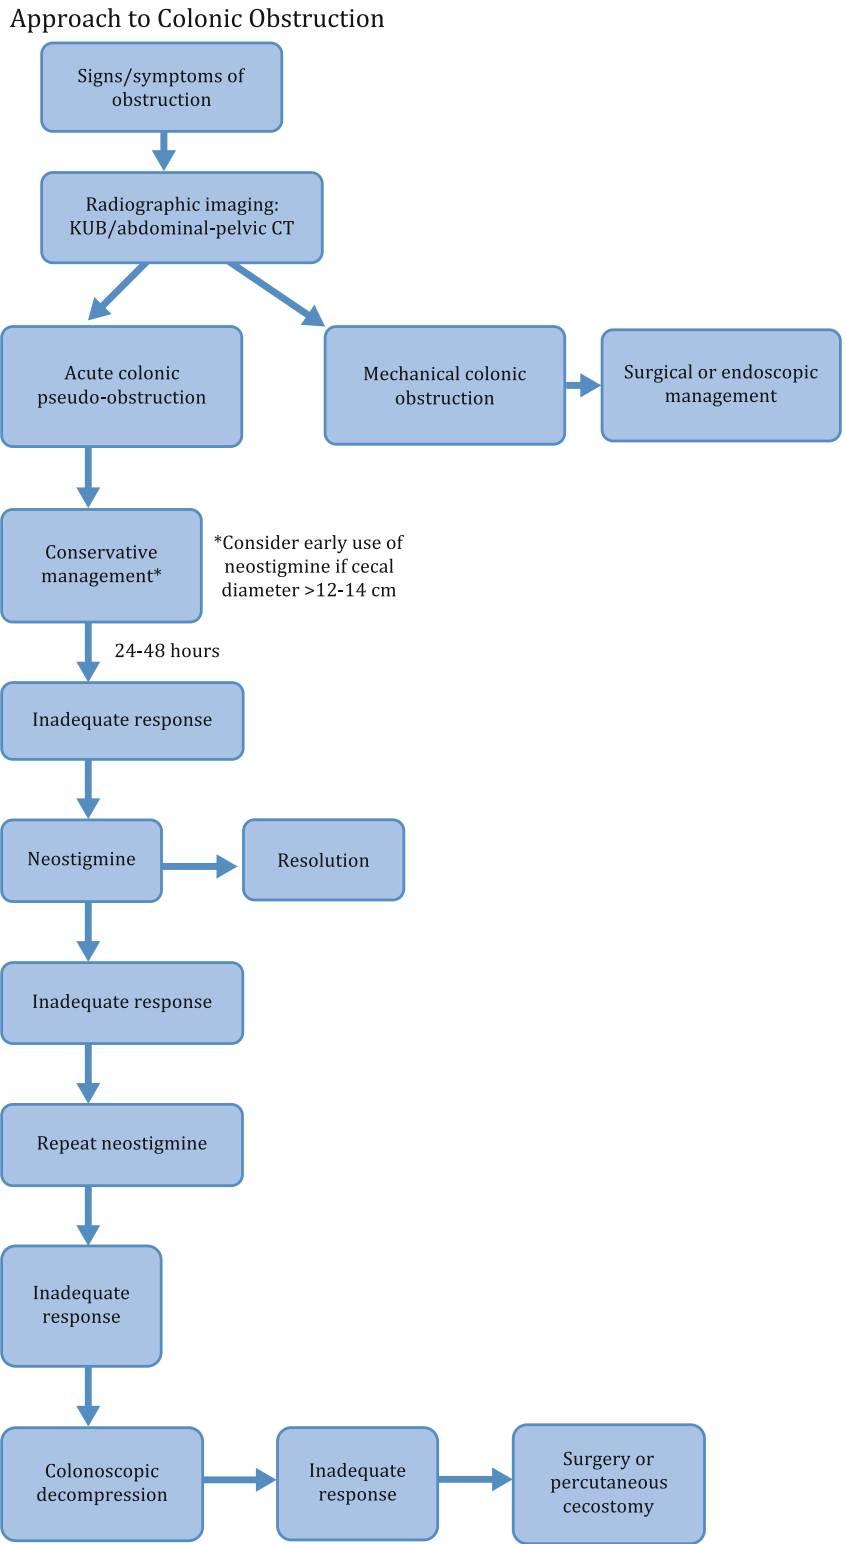 Approach to Colonic Obstruction
Signs/symptoms of
obstruction
Radiographic imaging:
KUB/abdominal-pelvic CT
Acute colonic
pseudo-obstruction
Mechanical colonic
obstruction
Surgical or endoscopic
management
Conservative
management*
*Consider early use of
neostigmine if cecal
diameter >12-14 cm
24-48 hours
Inadequate response
Neostigmine
Resolution
Inadequate response
Repeat neostigmine
Inadequate
response
Colonoscopic
decompression
Inadequate
response
Surgery or
percutaneous
cecostomy